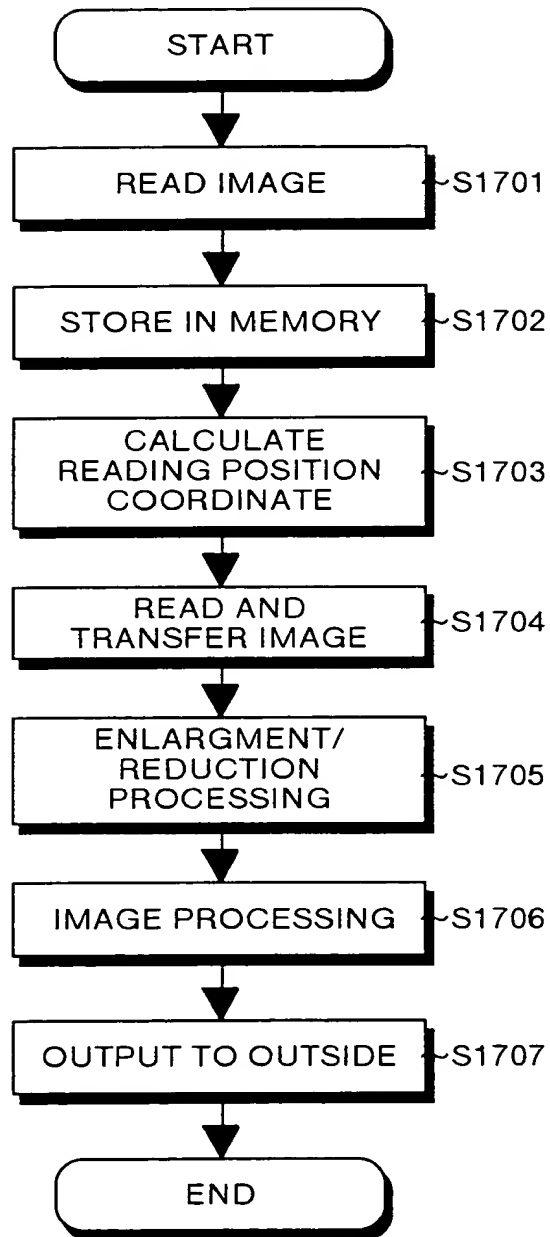 START
READ IMAGE
S1701
STORE IN MEMORY
S1702
CALCULATE
READING POSITION
COORDINATE
S1703
READ AND
TRANSFER IMAGE
S1704
ENLARGMENT/
REDUCTION
PROCESSING
S1705
IMAGE PROCESSING
S1706
OUTPUT TO OUTSIDE
S1707
END